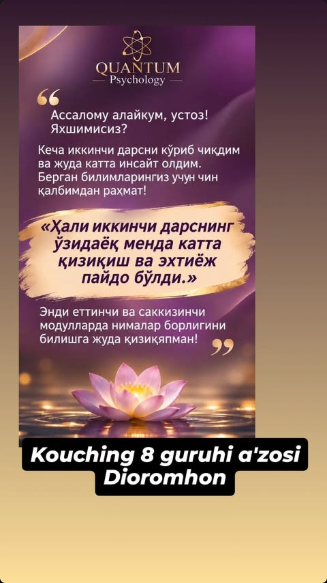 QUANTUM
Psychology
Ассалому алайкум, устоз!
Яхшимисиз?
Кеча иккинчи дарсни кўриб чиқдим
ва жуда катта инсайт олдим.
Берган билимларингиз учун чин
қалбимдан раҳмат!
«Ҳали иккинчи дарснинг
ўзидаёқ менда катта
қизиқиш ва эҳтиёж
пайдо бўлди.»
Энди еттинчи ва саккизинчи
модулларда нималар борлигини
билишга жуда қизиқяпман!
Kouching 8 guruhi a'zosi
Dioromhon